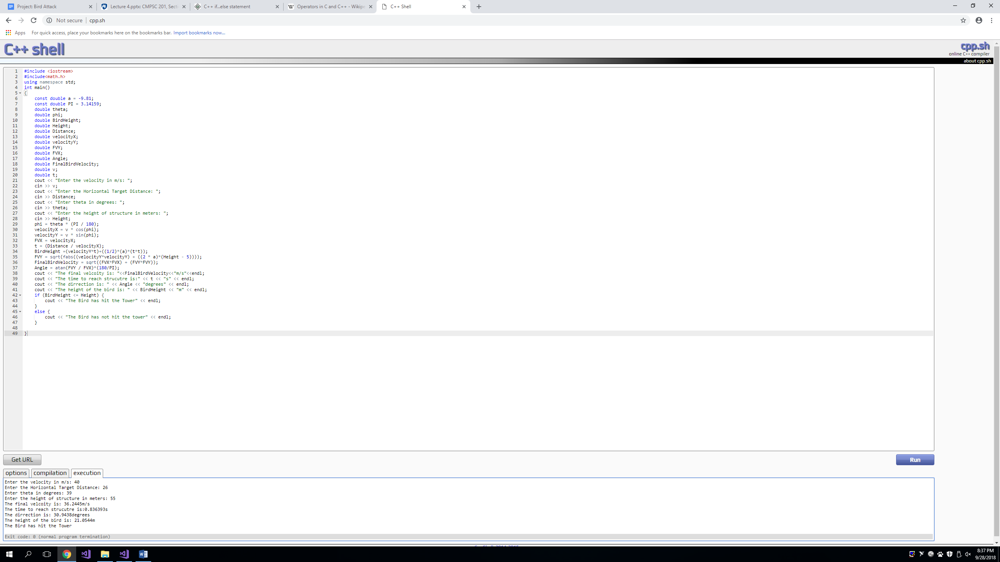 Project: Bird Attack
Lecture 4.pptx: CMPSC 201, Secti
C++ if...else statement
Operators in C and C++ - Wikipe
C++ Shell
Not secure
cpp.sh
Apps
For quick access, place your bookmarks here on the bookmarks bar. Import bookmarks now...
C++ shell
cpp.sh
online C++ compiler
about cpp.sh
1 #include <iostream>
2 #include<math.h>
3 using namespace std;
4 int main()
5 {
6 const double a = -9.81;
7 const double PI = 3.14159;
8 double theta;
9 double phi;
10 double BirdHeight;
11 double Height;
12 double Distance;
13 double velocityX;
14 double velocityY;
15 double FVY;
16 double FVX;
17 double Angle;
18 double FinalBirdVelocity;
19 double v;
20 double t;
21 cout << "Enter the velocity in m/s: ";
22 cin >> v;
23 cout << "Enter the Horizontal Target Distance: ";
24 cin >> Distance;
25 cout << "Enter theta in degrees: ";
26 cin >> theta;
27 cout << "Enter the height of structure in meters: ";
28 cin >> Height;
29 phi = theta * (PI / 180);
30 velocityX = v * cos(phi);
31 velocityY = v * sin(phi);
32 FVX = velocityX;
33 t = (Distance / velocityX);
34 BirdHeight =(velocityY*t)+((1/2)*(a)*(t*t));
35 FVY = sqrt(fabs((velocityY*velocityY) + ((2 * a)*(Height - 5))));
36 FinalBirdVelocity = sqrt((FVX*FVX) + (FVY*FVY));
37 Angle = atan(FVY / FVX)*(180/PI);
38 cout << "The final velcoity is: "<<FinalBirdVelocity<<"m/s"<<endl;
39 cout << "The time to reach strucutre is:" << t << "s" << endl;
40 cout << "The dirrection is: " << Angle << "degrees" << endl;
41 cout << "The height of the bird is: " << BirdHeight << "m" << endl;
42 if (BirdHeight <= Height) {
43 cout << "The Bird has hit the Tower" << endl;
44 }
45 else {
46 cout << "The Bird has not hit the tower" << endl;
47 }
48
49 }
Get URL
Run
options
compilation
execution
Enter the velocity in m/s: 40
Enter the Horizontal Target Distance: 26
Enter theta in degrees: 39
Enter the height of structure in meters: 55
The final velcoity is: 36.2445m/s
The time to reach strucutre is:0.836393s
The dirrection is: 30.9438degrees
The height of the bird is: 21.0544m
The Bird has hit the Tower
Exit code: 0 (normal program termination)
8:37 PM
9/28/2018